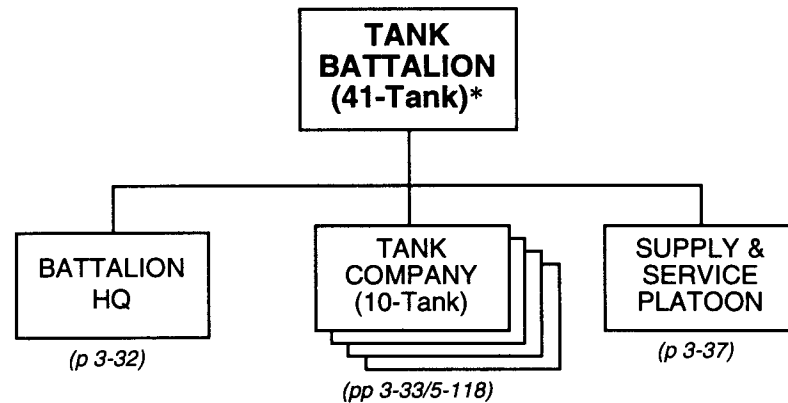 TANK
BATTALION
(41-Tank)*
BATTALION
HQ
(p 3-32)
TANK
COMPANY
(10-Tank)
(pp 3-33/5-118)
SUPPLY &
SERVICE
PLATOON
(p 3-37)